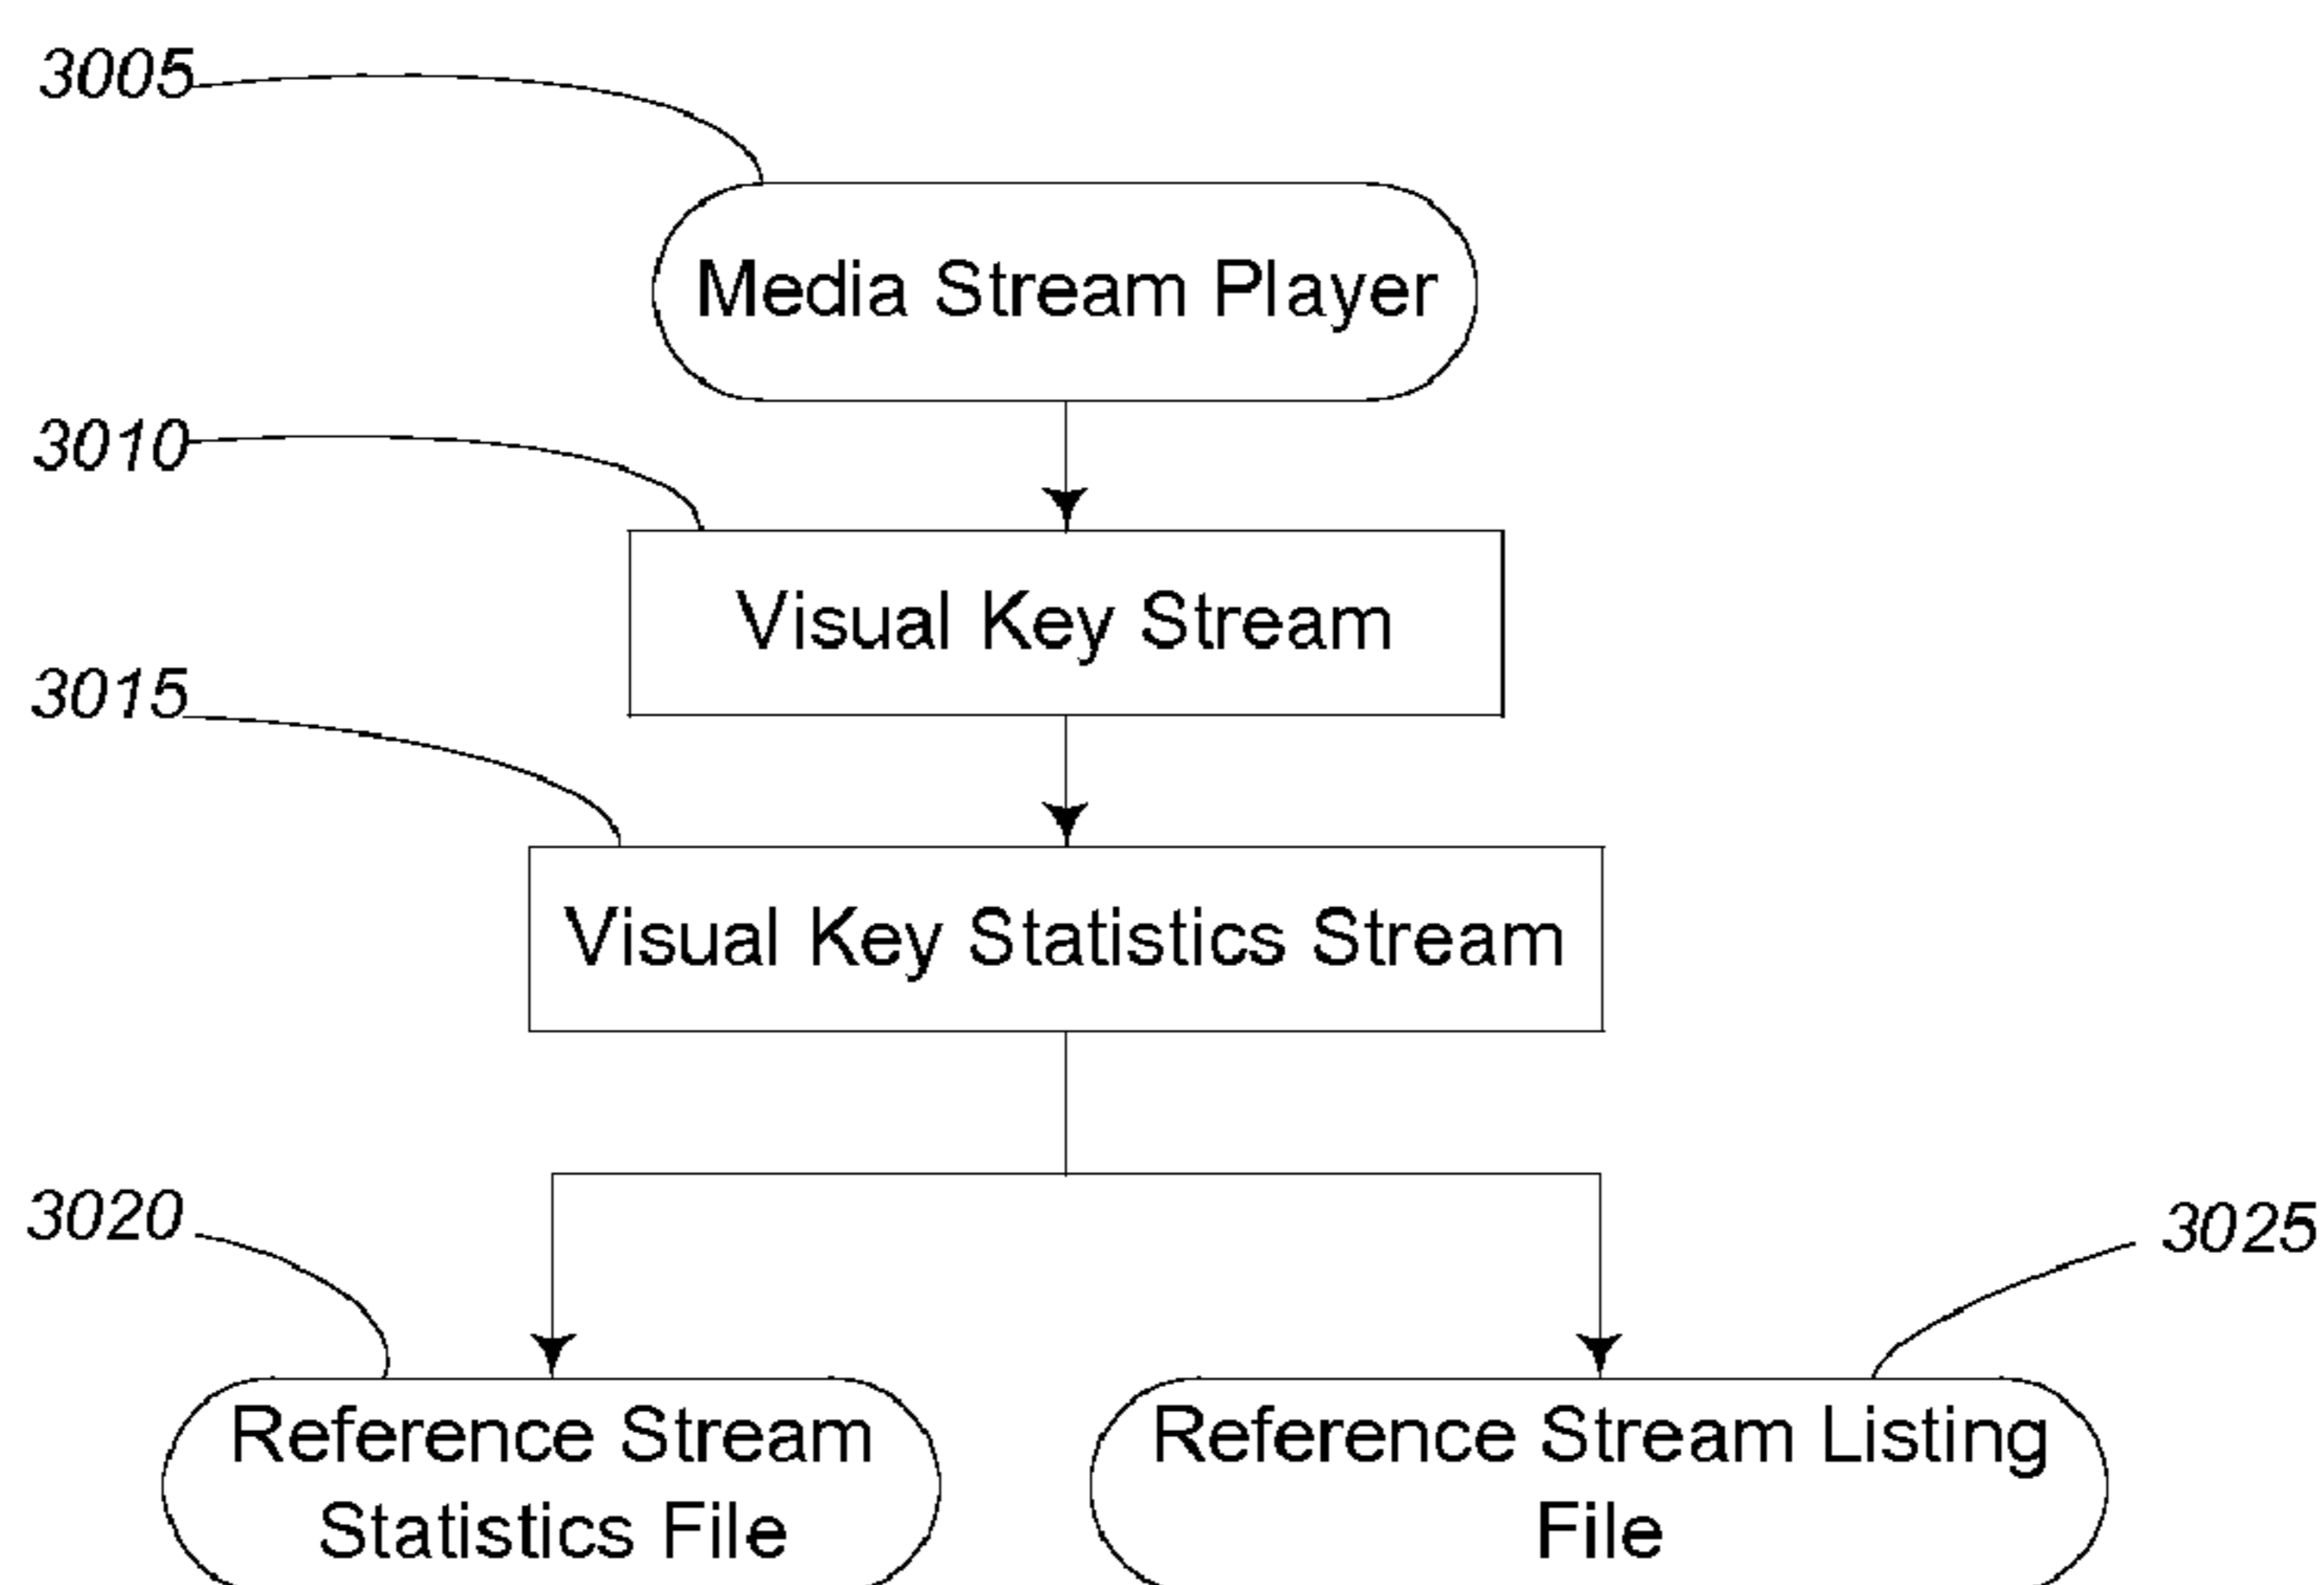 3005
Media Stream Player
3010
Visual Key Stream
3015
Visual Key Statistics Stream
3020
3025
Reference Stream
Statistics File
Reference Stream Listing
File